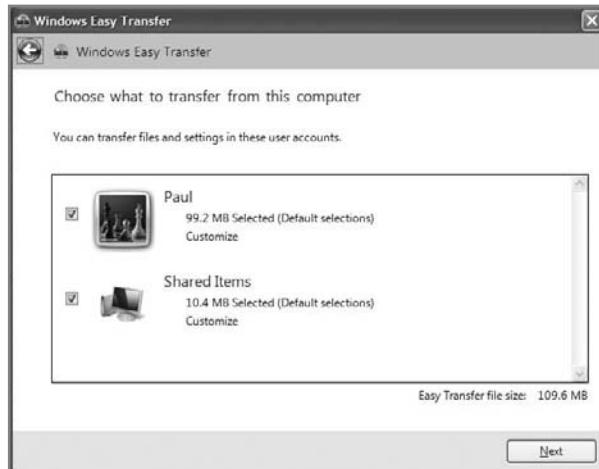 Windows Easy Transfer
Windows Easy Transfer
Choose what to transfer from this computer
You can transfer files and settings in these user accounts.
Paul
99.2 MB Selected (Default selections)
Customize
Shared Items
10.4 MB Selected (Default selections)
Customize
Easy Transfer file size: 109.6 MB
Next